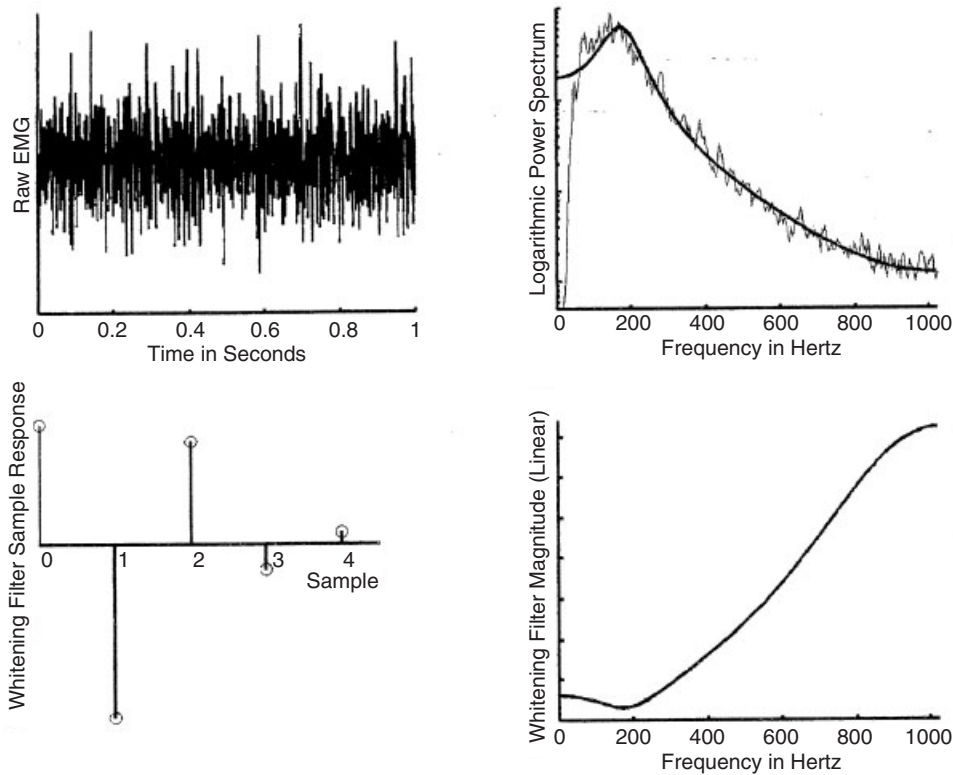 Raw EMG
0 0.2 0.4 0.6 0.8 1
Time in Seconds
Logarithmic Power Spectrum
0 200 400 600 800 1000
Frequency in Hertz
Whitening Filter Sample Response
0 1 2 3 4
Sample
Whitening Filter Magnitude (Linear)
0 200 400 600 800 1000
Frequency in Hertz